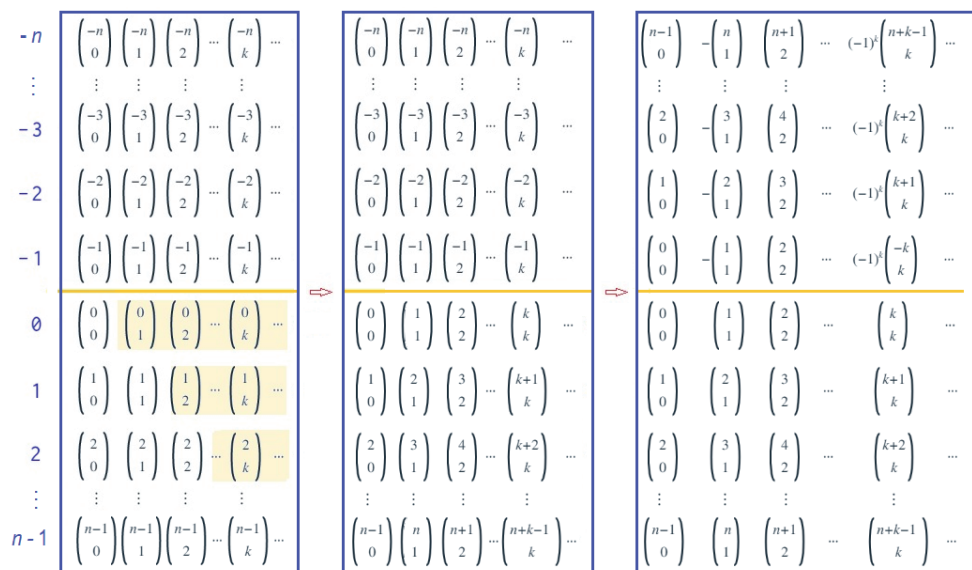 -n (-n 0) (-n 1) (-n 2) ... (-n k) ... (-n 0) (-n 1) (-n 2) ... (-n k) ... (n-1 0) -(n 1) (n+1 2) ... (-1)^k (n+k-1 k) ...
⋮ ⋮ ⋮ ⋮ ⋮ ⋮ ⋮ ⋮ ⋮ ⋮ ⋮ ⋮ ⋮
-3 (-3 0) (-3 1) (-3 2) ... (-3 k) ... (-3 0) (-3 1) (-3 2) ... (-3 k) ... (2 0) -(3 1) (4 2) ... (-1)^k (k+2 k) ...
-2 (-2 0) (-2 1) (-2 2) ... (-2 k) ... (-2 0) (-2 1) (-2 2) ... (-2 k) ... (1 0) -(2 1) (3 2) ... (-1)^k (k+1 k) ...
-1 (-1 0) (-1 1) (-1 2) ... (-1 k) ... (-1 0) (-1 1) (-1 2) ... (-1 k) ... (0 0) -(1 1) (2 2) ... (-1)^k (-k k) ...
0 (0 0) (0 1) (0 2) ... (0 k) ... (0 0) (1 1) (2 2) ... (k k) ... (0 0) (1 1) (2 2) ... (k k) ...
1 (1 0) (1 1) (1 2) ... (1 k) ... (1 0) (2 1) (3 2) ... (k+1 k) ... (1 0) (2 1) (3 2) ... (k+1 k) ...
2 (2 0) (2 1) (2 2) ... (2 k) ... (2 0) (3 1) (4 2) ... (k+2 k) ... (2 0) (3 1) (4 2) ... (k+2 k) ...
⋮ ⋮ ⋮ ⋮ ⋮ ⋮ ⋮ ⋮ ⋮ ⋮ ⋮ ⋮ ⋮
n-1 (n-1 0) (n-1 1) (n-1 2) ... (n-1 k) ... (n-1 0) (n 1) (n+1 2) ... (n+k-1 k) ... (n-1 0) (n 1) (n+1 2) ... (n+k-1 k) ...